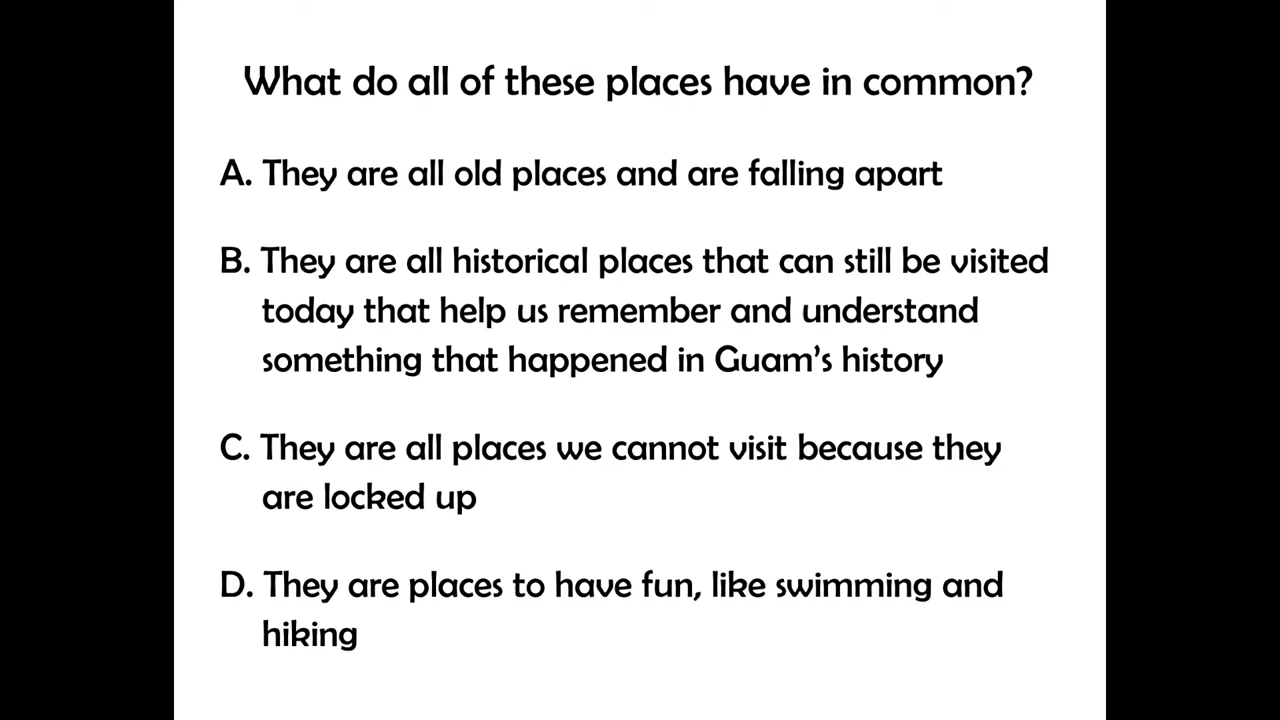 What do all of these places have in common?
A. They are all old places and are falling apart
B. They are all historical places that can still be visited
today that help us remember and understand
something that happened in Guam’s history
C. They are all places we cannot visit because they
are locked up
D. They are places to have fun, like swimming and
hiking